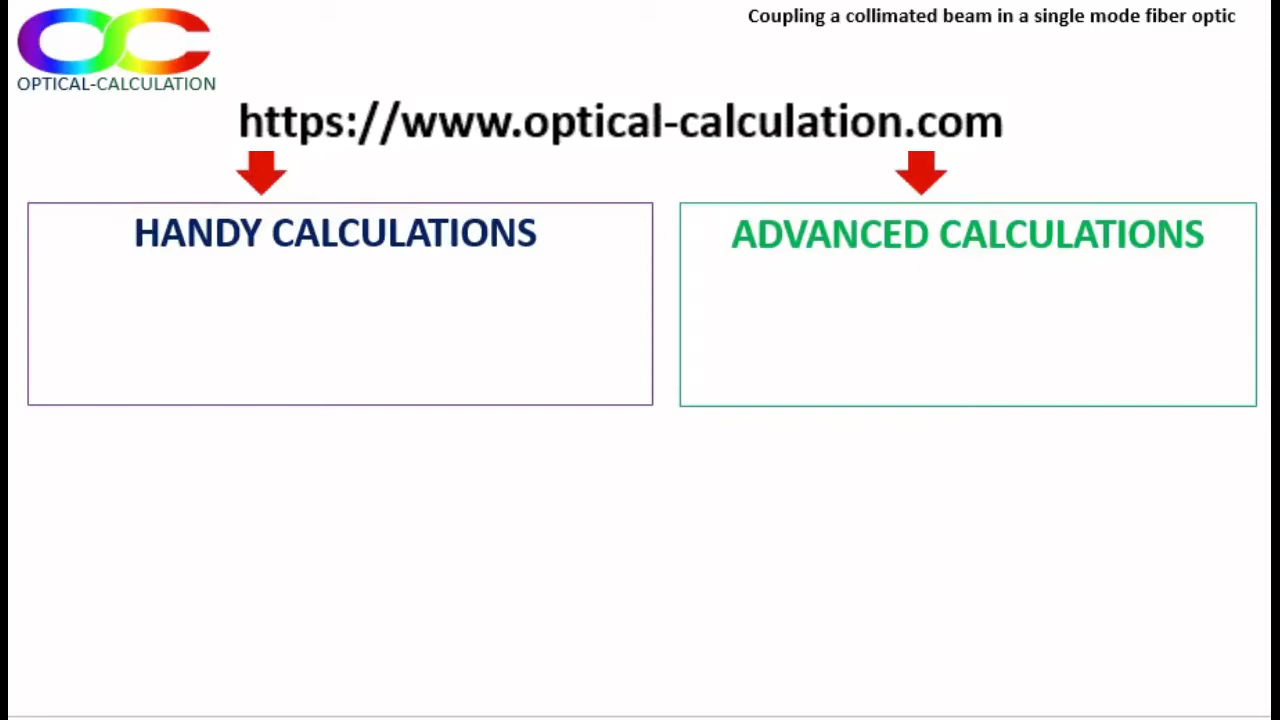 Coupling a collimated beam in a single mode fiber optic
OC
OPTICAL-CALCULATION
https://www.optical-calculation.com
HANDY CALCULATIONS
ADVANCED CALCULATIONS